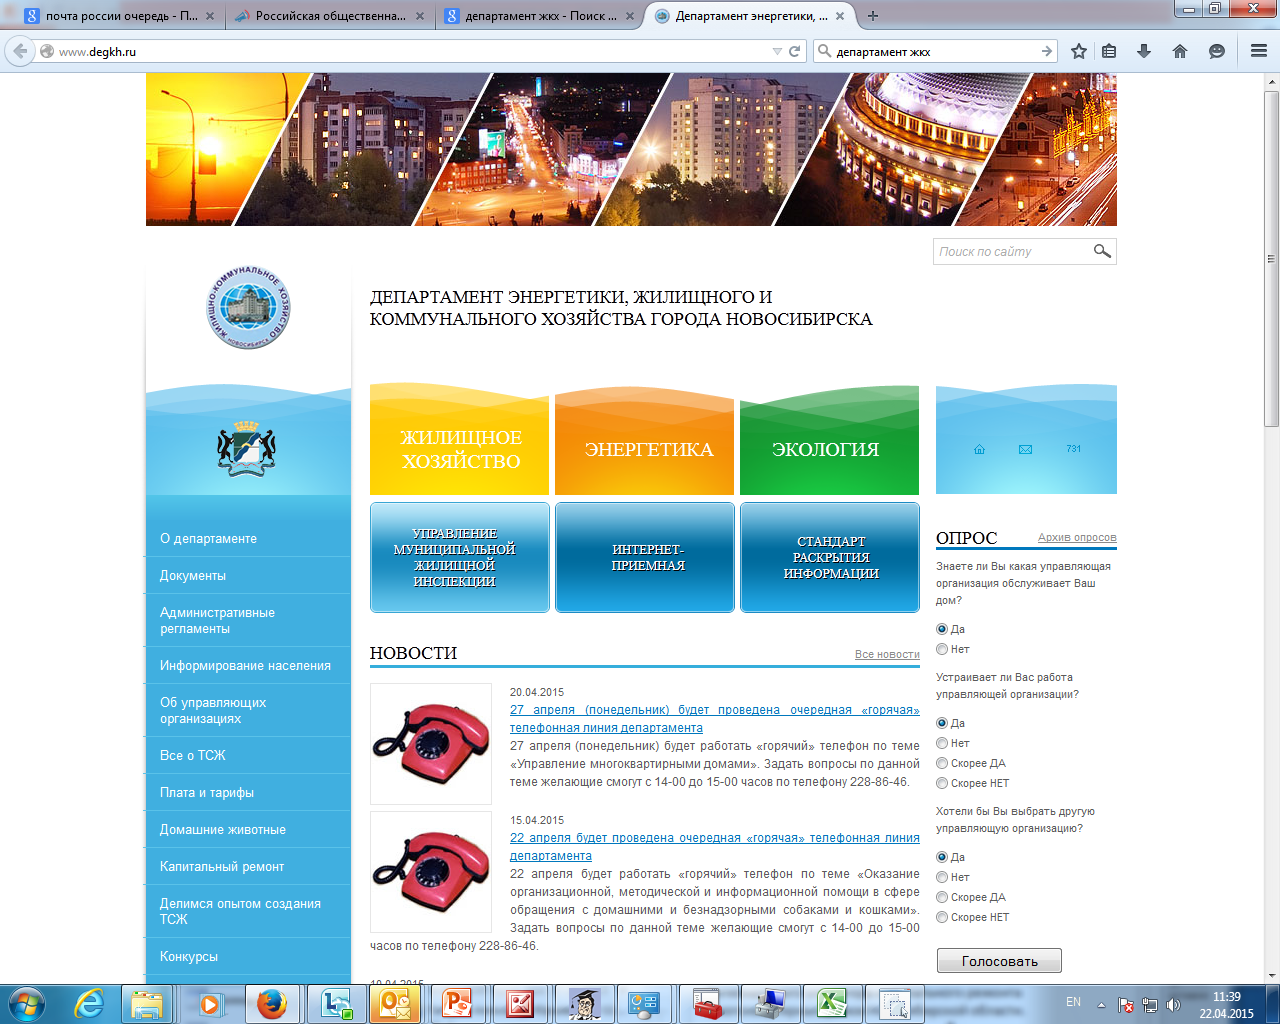 почта россии очередь - П...
Российская общественна...
департамент жкх - Поиск ...
Департамент энергетики, ...
www.degkh.ru
департамент жкх
Поиск по сайту
ЖИЛИЩНО-КОММУНАЛЬНОЕ ХОЗЯЙСТВО
НОВОСИБИРСК
ДЕПАРТАМЕНТ ЭНЕРГЕТИКИ, ЖИЛИЩНОГО И
КОММУНАЛЬНОГО ХОЗЯЙСТВА ГОРОДА НОВОСИБИРСКА
ЖИЛИЩНОЕ
ХОЗЯЙСТВО
ЭНЕРГЕТИКА
ЭКОЛОГИЯ
731
УПРАВЛЕНИЕ
МУНИЦИПАЛЬНОЙ
ЖИЛИЩНОЙ
ИНСПЕКЦИИ
ИНТЕРНЕТ-
ПРИЕМНАЯ
СТАНДАРТ
РАСКРЫТИЯ
ИНФОРМАЦИИ
О департаменте
Документы
Административные
регламенты
Информирование населения
Об управляющих
организациях
Все о ТСЖ
Плата и тарифы
Домашние животные
Капитальный ремонт
Делимся опытом создания
ТСЖ
Конкурсы
НОВОСТИ
Все новости
20.04.2015
27 апреля (понедельник) будет проведена очередная «горячая»
телефонная линия департамента
27 апреля (понедельник) будет работать «горячий» телефон по теме
«Управление многоквартирными домами». Задать вопросы по данной
теме желающие смогут с 14-00 до 15-00 часов по телефону 228-86-46.
15.04.2015
22 апреля будет проведена очередная «горячая» телефонная линия
департамента
22 апреля будет работать «горячий» телефон по теме «Оказание
организационной, методической и информационной помощи в сфере
обращения с домашними и безнадзорными собаками и кошками».
Задать вопросы по данной теме желающие смогут с 14-00 до 15-00
часов по телефону 228-86-46.
ОПРОС
Архив опросов
Знаете ли Вы какая управляющая
организация обслуживает Ваш
дом?
Да
Нет
Устраивает ли Вас работа
управляющей организации?
Да
Нет
Скорее ДА
Скорее НЕТ
Хотели бы Вы выбрать другую
управляющую организацию?
Да
Нет
Скорее ДА
Скорее НЕТ
Голосовать
EN
11:39
22.04.2015